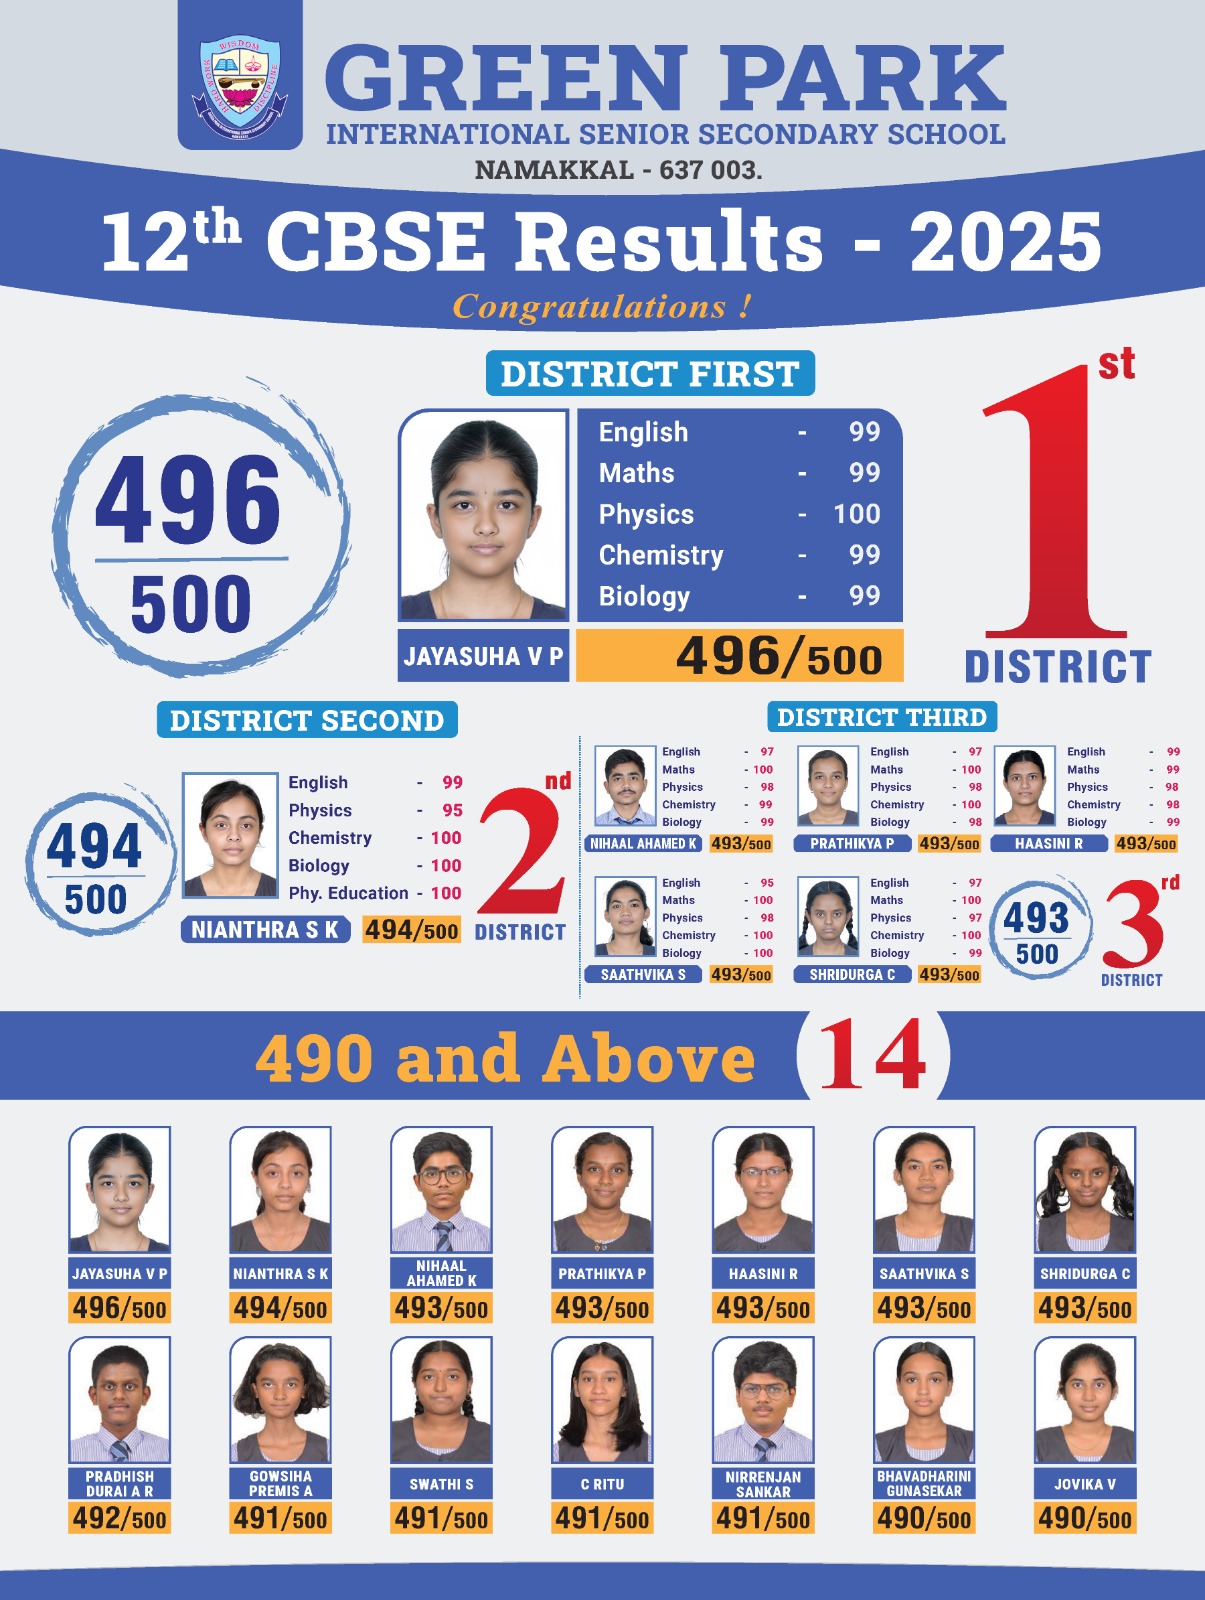 WISDOM
HARD WORK
DISCIPLINE
GREEN PARK
INTERNATIONAL SENIOR SECONDARY SCHOOL
NAMAKKAL - 637 003.
12th CBSE Results - 2025
Congratulations !
DISTRICT FIRST
496
500
English - 99
Maths - 99
Physics - 100
Chemistry - 99
Biology - 99
JAYASUHA V P
496/500
1st
DISTRICT
DISTRICT SECOND
494
500
English - 99
Physics - 95
Chemistry - 100
Biology - 100
Phy. Education - 100
NIANTHRA S K
494/500
2nd
DISTRICT
DISTRICT THIRD
English - 97
Maths - 100
Physics - 98
Chemistry - 99
Biology - 99
NIHAAL AHAMED K 493/500
English - 97
Maths - 100
Physics - 98
Chemistry - 100
Biology - 98
PRATHIKYA P 493/500
English - 99
Maths - 99
Physics - 98
Chemistry - 98
Biology - 99
HAASINI R 493/500
English - 95
Maths - 100
Physics - 98
Chemistry - 100
Biology - 100
SAATHVIKA S 493/500
English - 97
Maths - 100
Physics - 97
Chemistry - 100
Biology - 99
SHRIDURGA C 493/500
493
500
3rd
DISTRICT
490 and Above 14
JAYASUHA V P
496/500
NIANTHRA S K
494/500
NIHAAL
AHAMED K
493/500
PRATHIKYA P
493/500
HAASINI R
493/500
SAATHVIKA S
493/500
SHRIDURGA C
493/500
PRADHISH
DURAI A R
492/500
GOWSIHA
PREMIS A
491/500
SWATHI S
491/500
C RITU
491/500
NIRRENJAN
SANKAR
491/500
BHAVADHARINI
GUNASEKAR
490/500
JOVIKA V
490/500